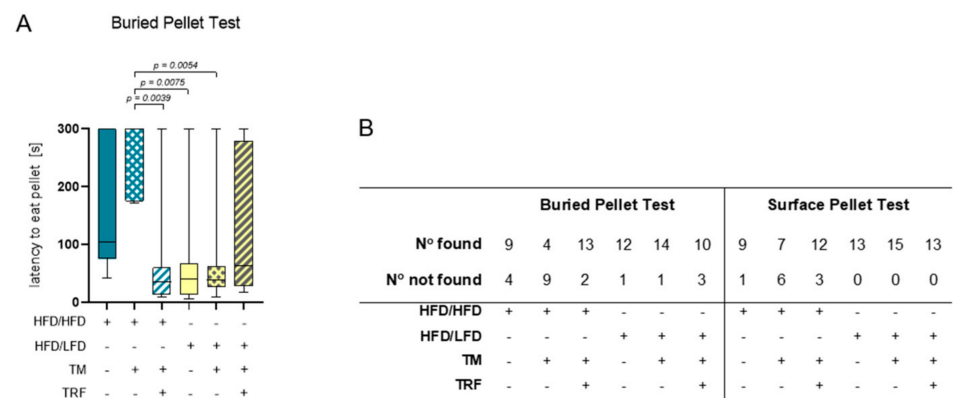 A
Buried Pellet Test
p = 0.0054
p = 0.0075
p = 0.0039
300
200
100
0
latency to eat pellet [s]
HFD/HFD + + + - - -
HFD/LFD - - - + + +
TM - + + - + +
TRF - - + - - +
B
Buried Pellet Test Surface Pellet Test
Nº found 9 4 13 12 14 10 9 7 12 13 15 13
Nº not found 4 9 2 1 1 3 1 6 3 0 0 0
HFD/HFD + + + - - - + + + - - -
HFD/LFD - - - + + + - - - + + +
TM - + + - + + - + + - + +
TRF - - + - - + - - + - - +